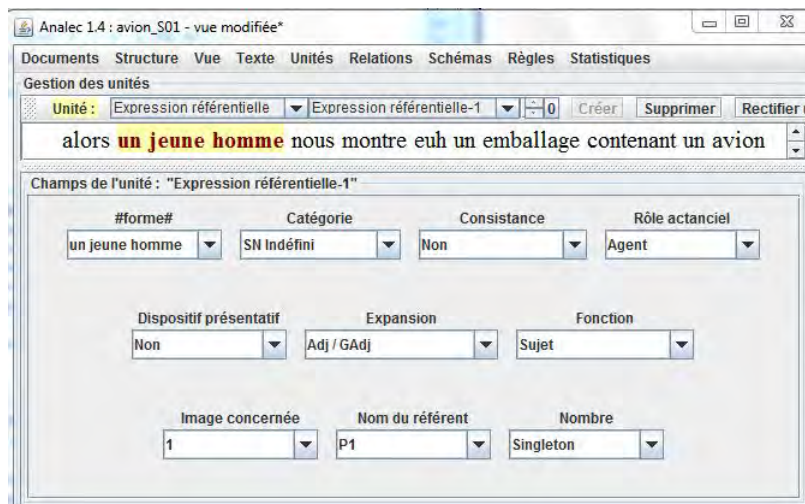 Analec 1.4 : avion_S01 - vue modifiée*
Documents Structure Vue Texte Unités Relations Schémas Règles Statistiques
Gestion des unités
Unité : Expression référentielle Expression référentielle-1 0 Créer Supprimer Rectifier
alors un jeune homme nous montre euh un emballage contenant un avion
Champs de l'unité : "Expression référentielle-1"
#forme# Catégorie Consistance Rôle actanciel
un jeune homme SN Indéfini Non Agent
Dispositif présentatif Expansion Fonction
Non Adj / GAdj Sujet
Image concernée Nom du référent Nombre
1 P1 Singleton